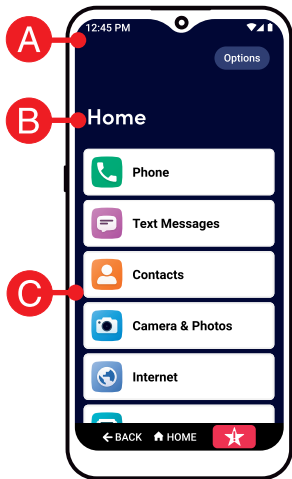 A
12:45 PM
Options
B
Home
Phone
Text Messages
C
Contacts
Camera & Photos
Internet
BACK
HOME